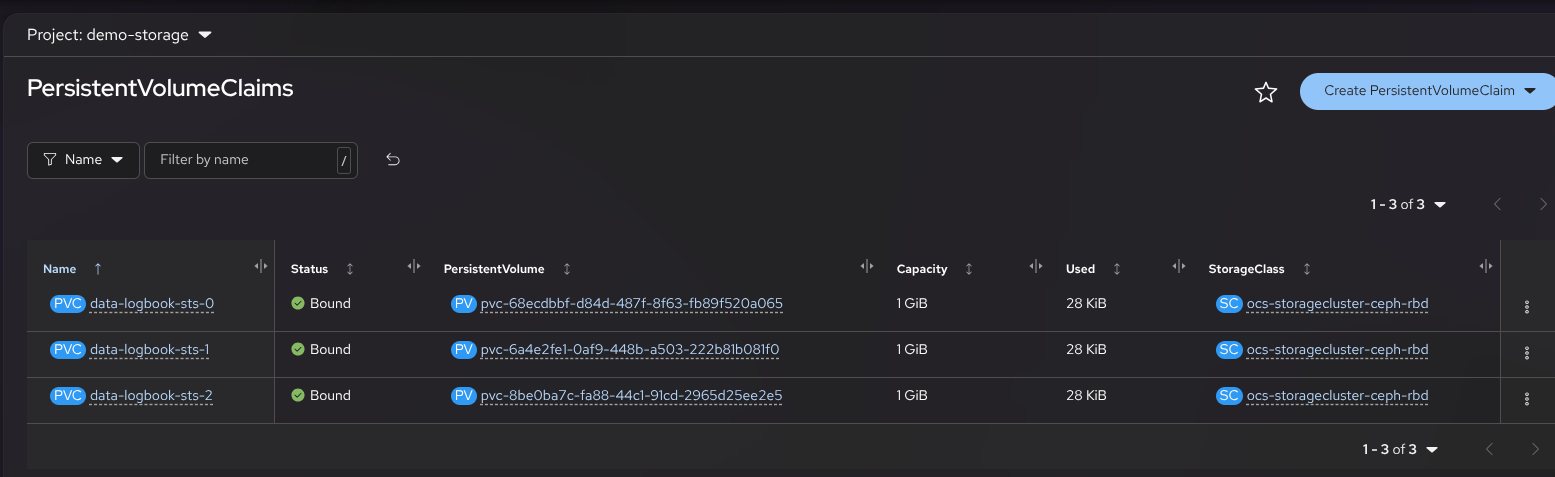 Project: demo-storage
PersistentVolumeClaims
Create PersistentVolumeClaim
Name Filter by name /
1 - 3 of 3
Name Status PersistentVolume Capacity Used StorageClass
PVC data-logbook-sts-0 Bound PV pvc-68ecdbbf-d84d-487f-8f63-fb89f520a065 1 GiB 28 KiB SC ocs-storagecluster-ceph-rbd
PVC data-logbook-sts-1 Bound PV pvc-6a4e2fe1-0af9-448b-a503-222b81b081f0 1 GiB 28 KiB SC ocs-storagecluster-ceph-rbd
PVC data-logbook-sts-2 Bound PV pvc-8be0ba7c-fa88-44c1-91cd-2965d25ee2e5 1 GiB 28 KiB SC ocs-storagecluster-ceph-rbd
1 - 3 of 3